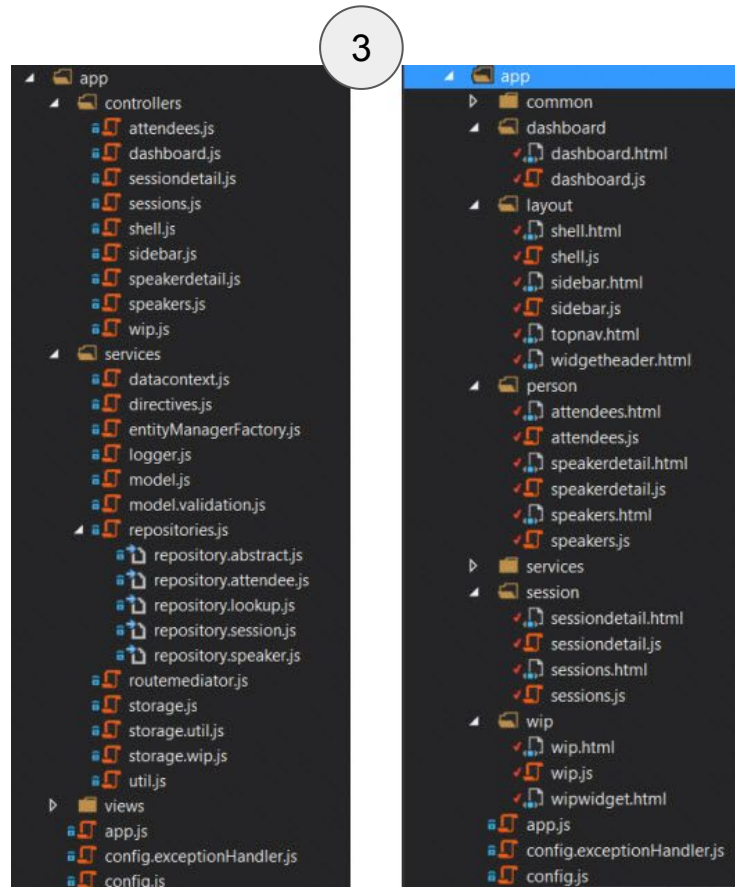 3
app
controllers
attendees.js
dashboard.js
sessiondetail.js
sessions.js
shell.js
sidebar.js
speakerdetail.js
speakers.js
wip.js
services
datacontext.js
directives.js
entityManagerFactory.js
logger.js
model.js
model.validation.js
repositories.js
repository.abstract.js
repository.attendee.js
repository.lookup.js
repository.session.js
repository.speaker.js
routemediator.js
storage.js
storage.util.js
storage.wip.js
util.js
views
app.js
config.exceptionHandler.js
config.js
app
common
dashboard
dashboard.html
dashboard.js
layout
shell.html
shell.js
sidebar.html
sidebar.js
topnav.html
widgetheader.html
person
attendees.html
attendees.js
speakerdetail.html
speakerdetail.js
speakers.html
speakers.js
services
session
sessiondetail.html
sessiondetail.js
sessions.html
sessions.js
wip
wip.html
wip.js
wipwidget.html
app.js
config.exceptionHandler.js
config.js